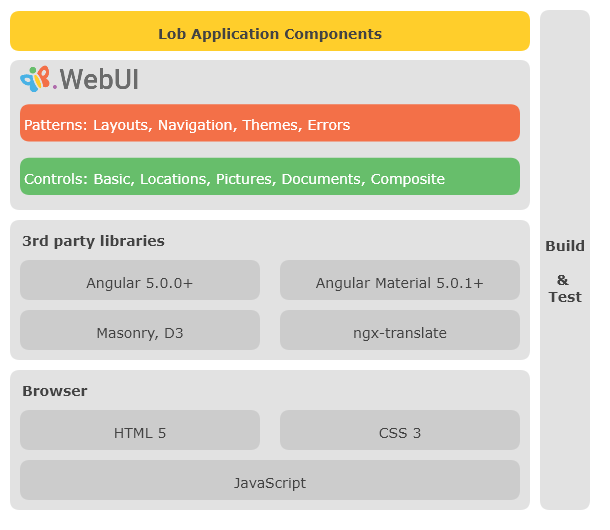 Lob Application Components
.WebUI
Patterns: Layouts, Navigation, Themes, Errors
Controls: Basic, Locations, Pictures, Documents, Composite
3rd party libraries
Angular 5.0.0+
Angular Material 5.0.1+
Masonry, D3
ngx-translate
Browser
HTML 5
CSS 3
JavaScript
Build
&
Test